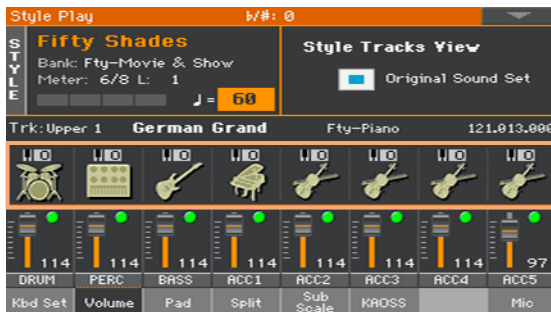 Style Play ♭/#: 0
STYLE
Fifty Shades
Bank: Fty-Movie & Show
Meter: 6/8 L: 1
♩= 60
Style Tracks View
Original Sound Set
Trk: Upper 1 German Grand Fty-Piano 121.013.000
114 114 114 114 114 114 114 97
DRUM PERC BASS ACC1 ACC2 ACC3 ACC4 ACC5
Kbd Set Volume Pad Split Sub Scale KAOSS Mic